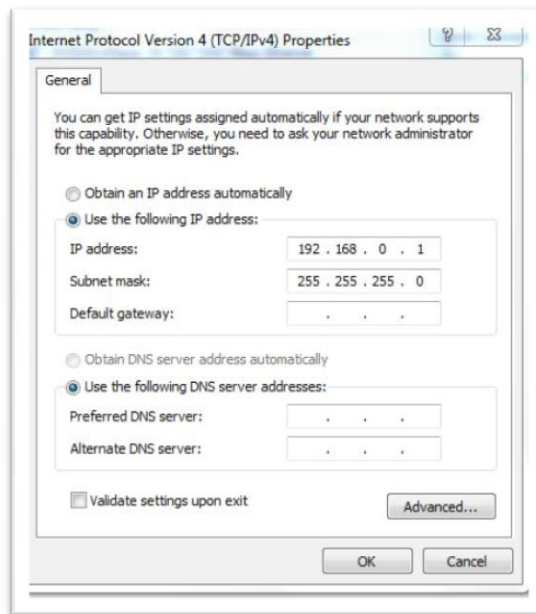 Internet Protocol Version 4 (TCP/IPv4) Properties
General
You can get IP settings assigned automatically if your network supports
this capability. Otherwise, you need to ask your network administrator
for the appropriate IP settings.
Obtain an IP address automatically
Use the following IP address:
IP address: 192 . 168 . 0 . 1
Subnet mask: 255 . 255 . 255 . 0
Default gateway: . . .
Obtain DNS server address automatically
Use the following DNS server addresses:
Preferred DNS server: . . .
Alternate DNS server: . . .
Validate settings upon exit
Advanced...
OK Cancel